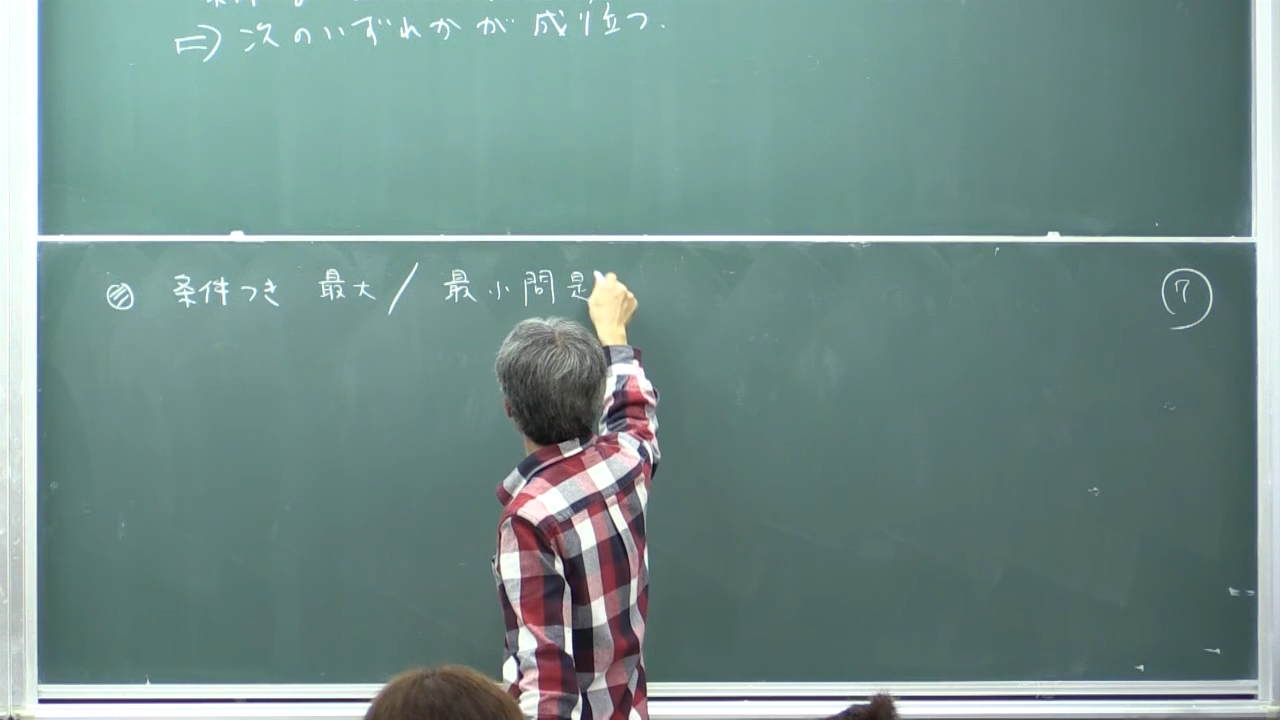 ⇒ 次のいずれかが成り立つ.
条件つき 最大/最小問是
⑦